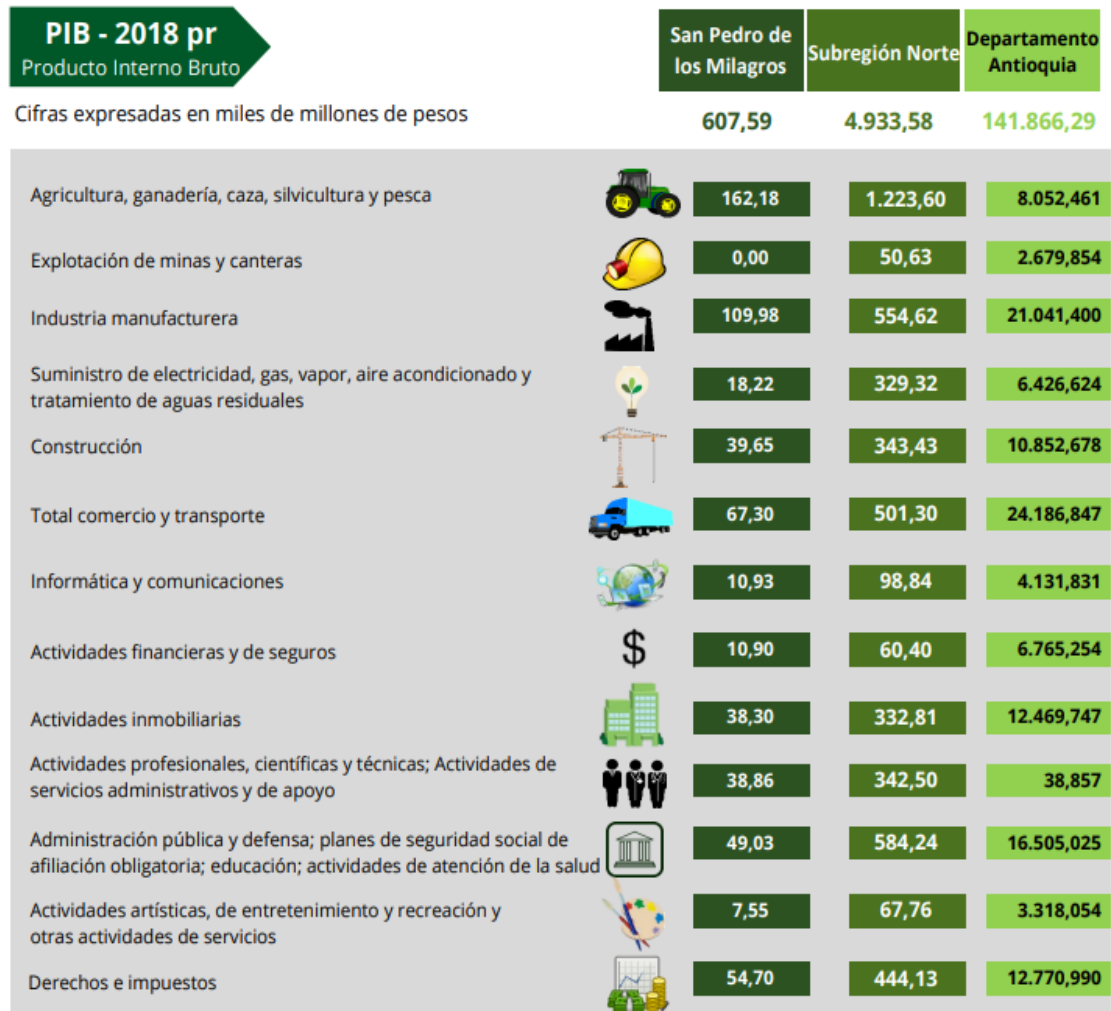 PIB - 2018 pr
Producto Interno Bruto
San Pedro de
los Milagros
Subregión Norte
Departamento
Antioquia
Cifras expresadas en miles de millones de pesos
607,59 4.933,58 141.866,29
Agricultura, ganadería, caza, silvicultura y pesca 162,18 1.223,60 8.052,461
Explotación de minas y canteras 0,00 50,63 2.679,854
Industria manufacturera 109,98 554,62 21.041,400
Suministro de electricidad, gas, vapor, aire acondicionado y
tratamiento de aguas residuales
18,22 329,32 6.426,624
Construcción 39,65 343,43 10.852,678
Total comercio y transporte 67,30 501,30 24.186,847
Informática y comunicaciones 10,93 98,84 4.131,831
Actividades financieras y de seguros $ 10,90 60,40 6.765,254
Actividades inmobiliarias 38,30 332,81 12.469,747
Actividades profesionales, científicas y técnicas; Actividades de
servicios administrativos y de apoyo
38,86 342,50 38,857
Administración pública y defensa; planes de seguridad social de
afiliación obligatoria; educación; actividades de atención de la salud
49,03 584,24 16.505,025
Actividades artísticas, de entretenimiento y recreación y
otras actividades de servicios
7,55 67,76 3.318,054
Derechos e impuestos 54,70 444,13 12.770,990